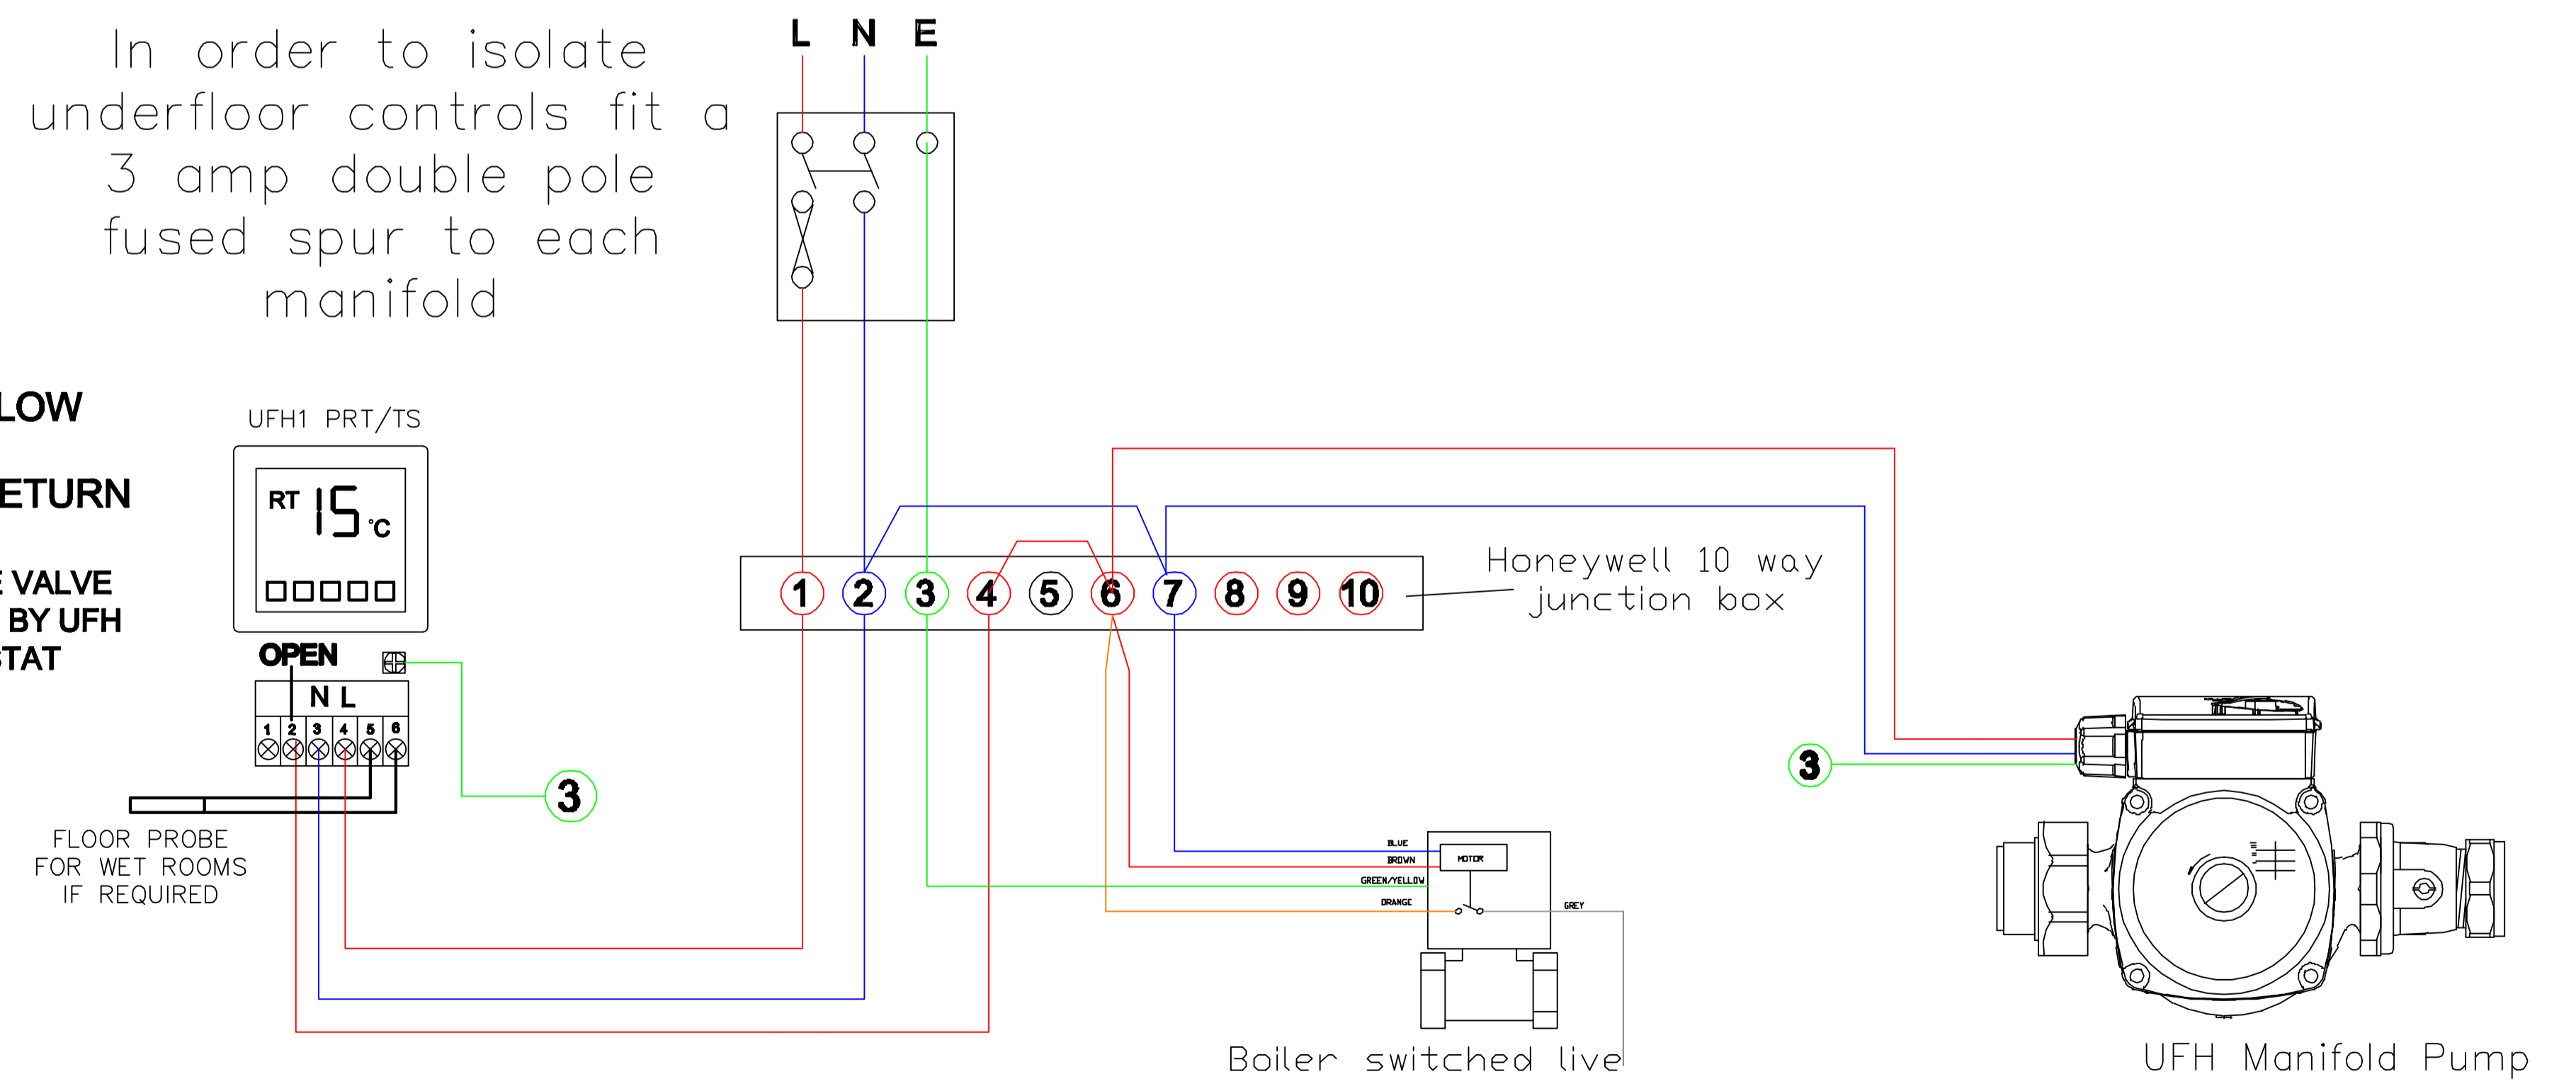 L N E
In order to isolate
underfloor controls fit a
3 amp double pole
fused spur to each
manifold
LOW
ETURN
E VALVE
BY UFH
STAT
UFH1 PRT/TS
RT 15 °C
OPEN
N L
1 2 3 4 5 6
3
FLOOR PROBE
FOR WET ROOMS
IF REQUIRED
1 2 3 4 5 6 7 8 9 10
Honeywell 10 way
junction box
BLUE
BROWN
GREEN/YELLOW
ORANGE
MOTOR
GREY
Boiler switched live
3
UFH Manifold Pump